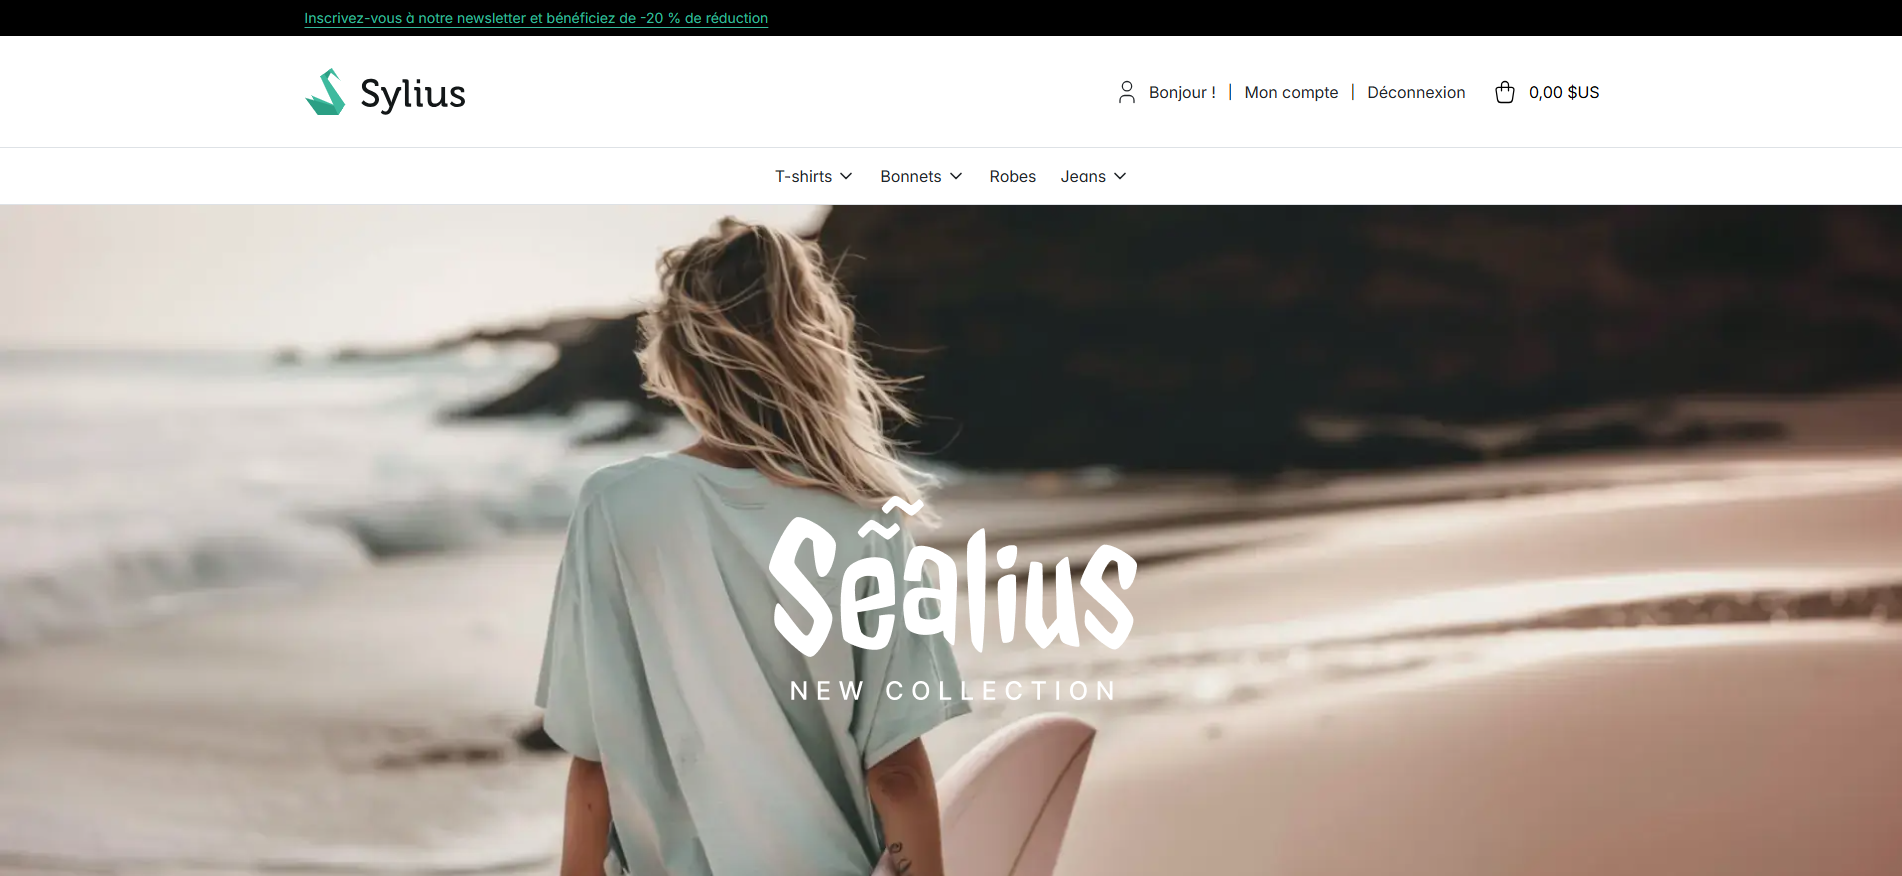 Inscrivez-vous à notre newsletter et bénéficiez de -20 % de réduction
Sylius
Bonjour ! | Mon compte | Déconnexion 0,00 $US
T-shirts Bonnets Robes Jeans
Sealius
NEW COLLECTION